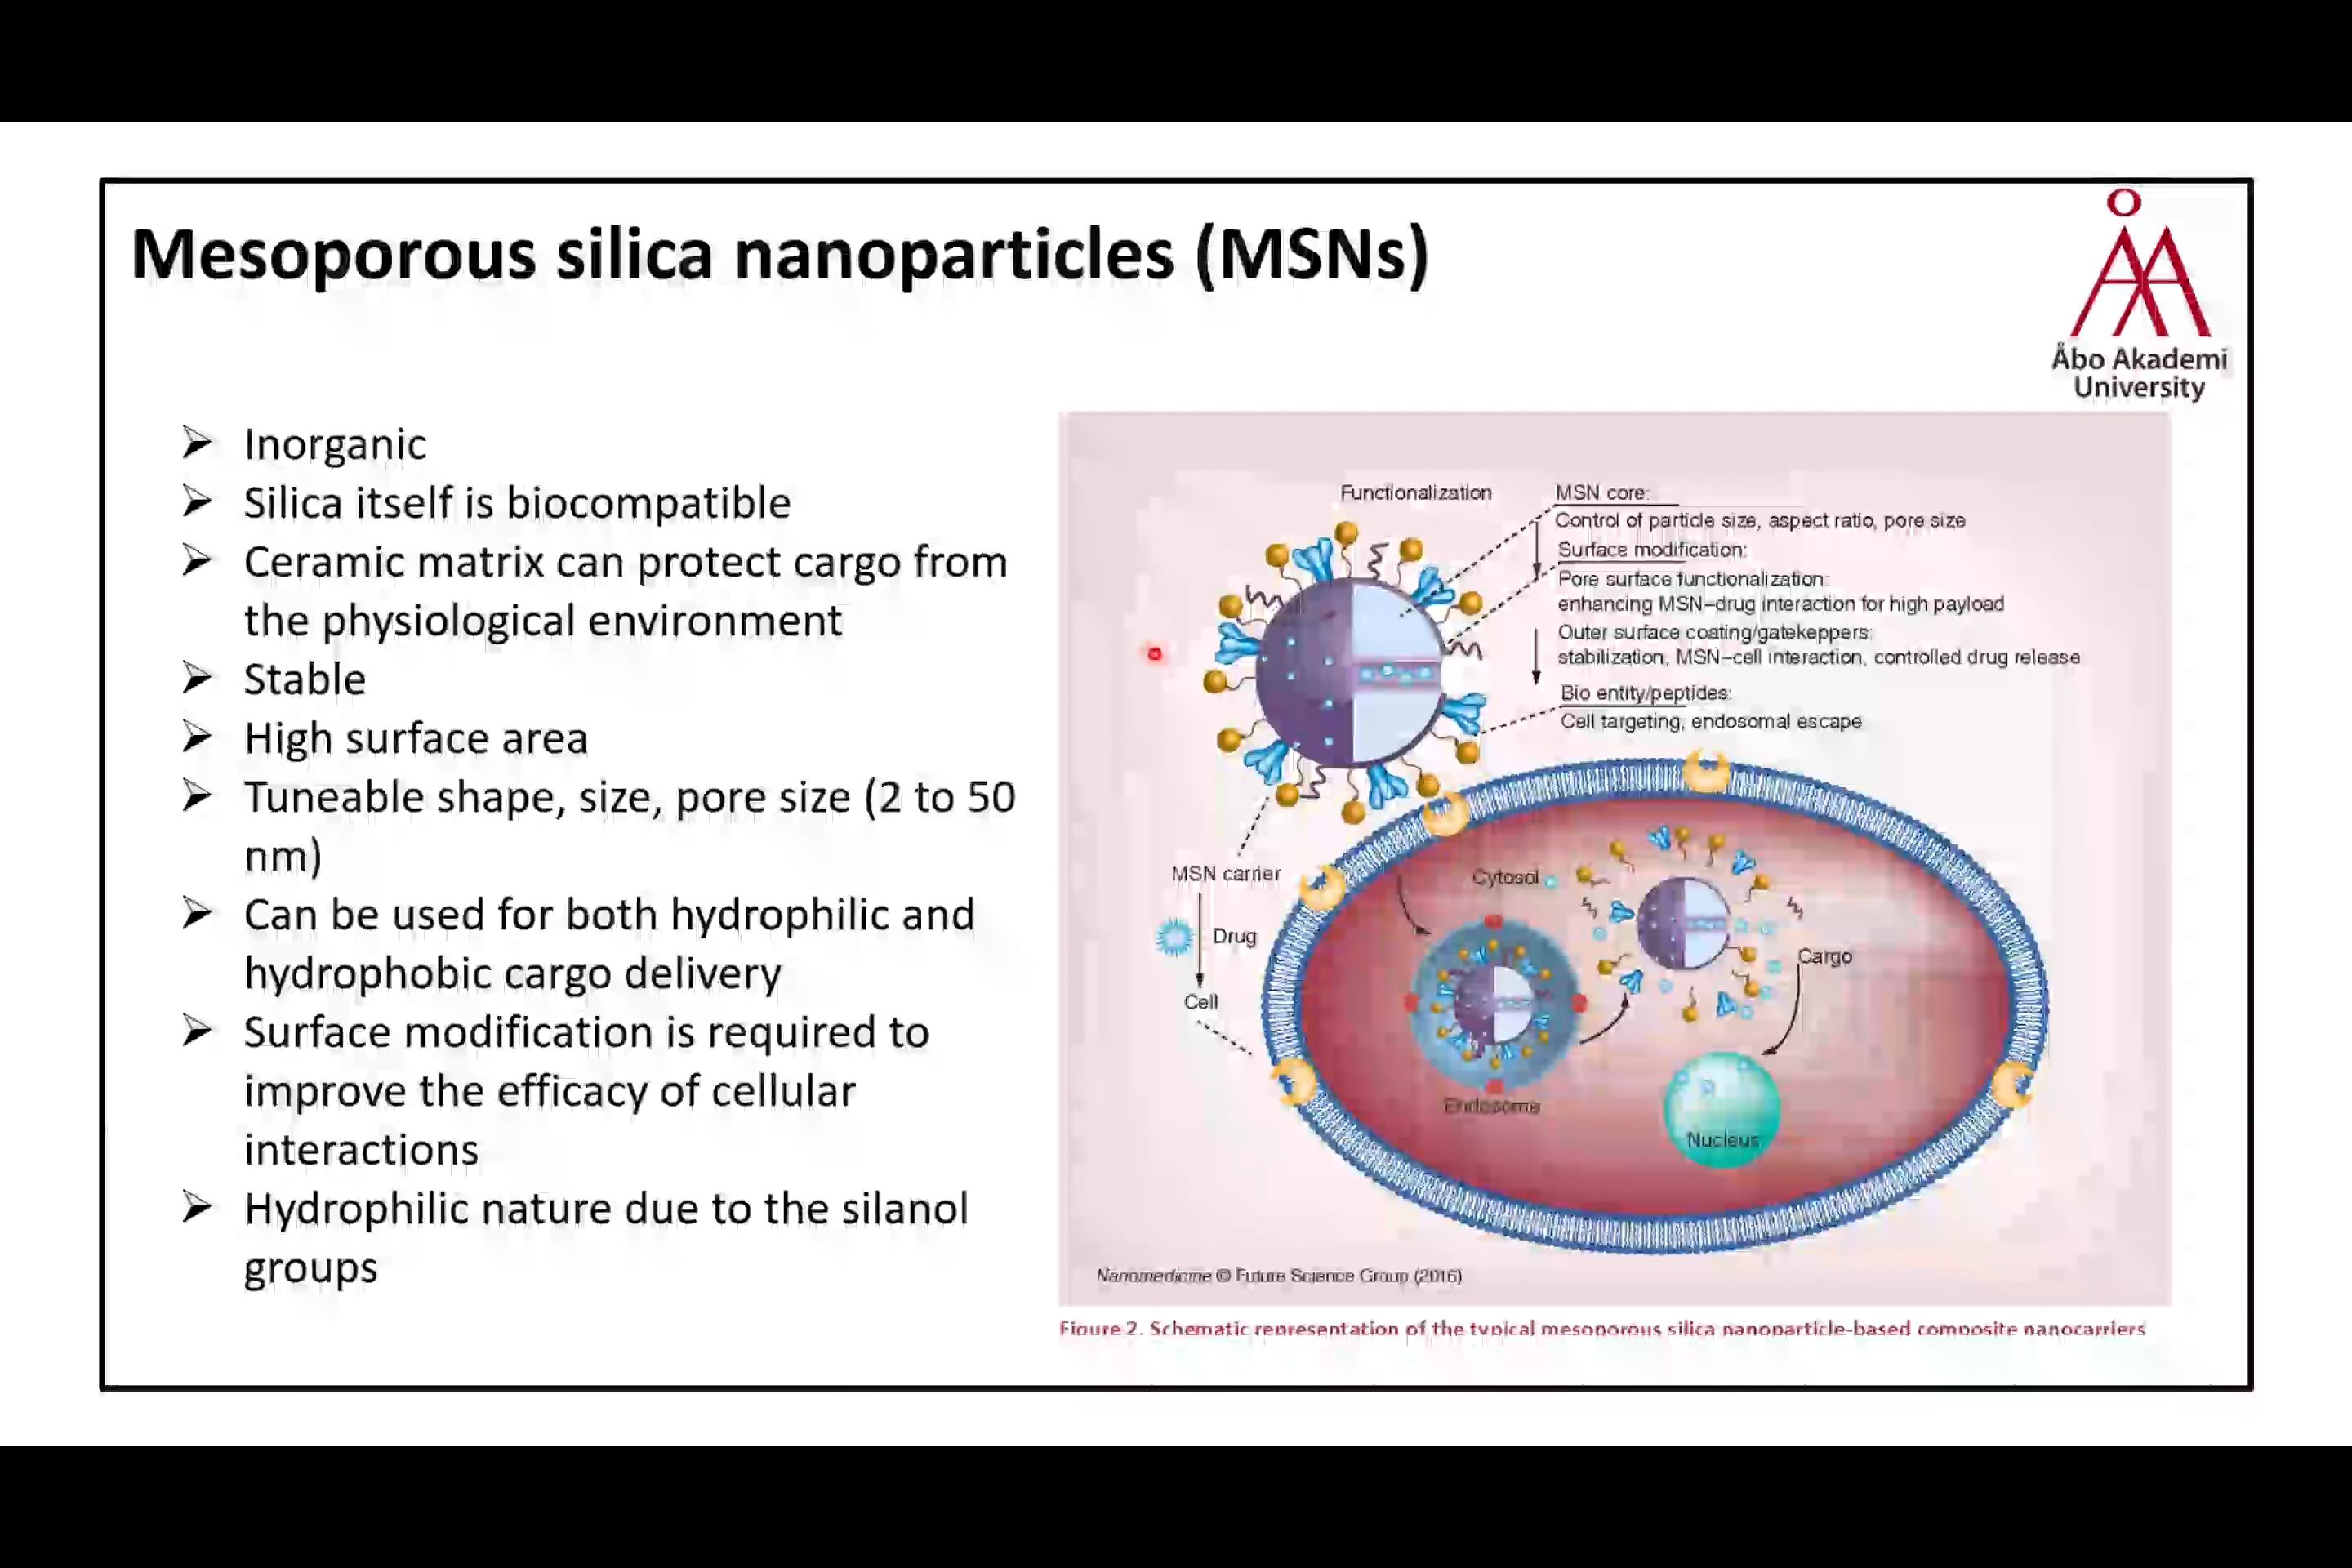 Mesoporous silica nanoparticles (MSNs)
Åbo Akademi
University
➢ Inorganic
➢ Silica itself is biocompatible
➢ Ceramic matrix can protect cargo from
the physiological environment
➢ Stable
➢ High surface area
➢ Tuneable shape, size, pore size (2 to 50
nm)
➢ Can be used for both hydrophilic and
hydrophobic cargo delivery
➢ Surface modification is required to
improve the efficacy of cellular
interactions
➢ Hydrophilic nature due to the silanol
groups
Functionalization
MSN core:
Control of particle size, aspect ratio, pore size
Surface modification:
Pore surface functionalization:
enhancing MSN–drug interaction for high payload
Outer surface coating/gatekeppers:
stabilization, MSN–cell interaction, controlled drug release
Bio entity/peptides:
Cell targeting, endosomal escape
MSN carrier
Drug
Cell
Cytosol
Cargo
Endosome
Nucleus
Nanomedicine © Future Science Group (2016)
Figure 2. Schematic representation of the typical mesoporous silica nanoparticle-based composite nanocarriers